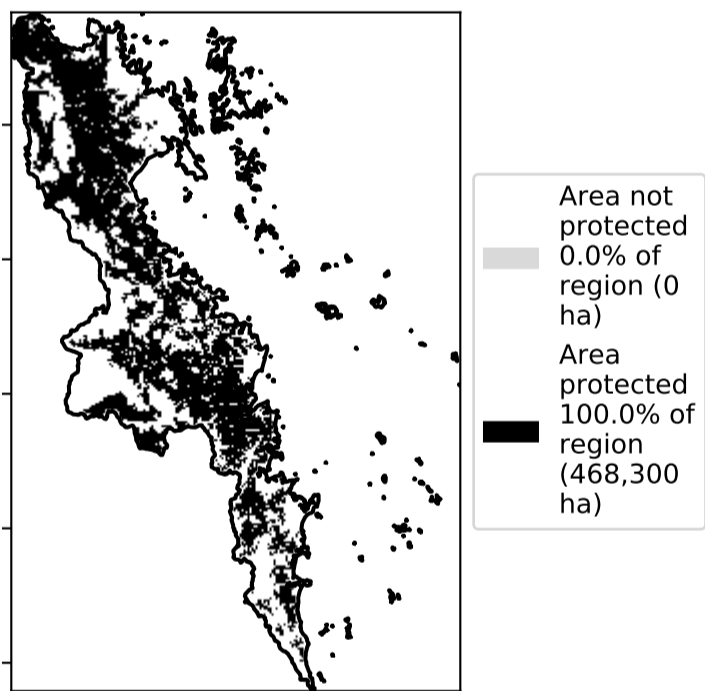 Area not
protected
0.0% of
region (0
ha)
Area
protected
100.0% of
region
(468,300
ha)